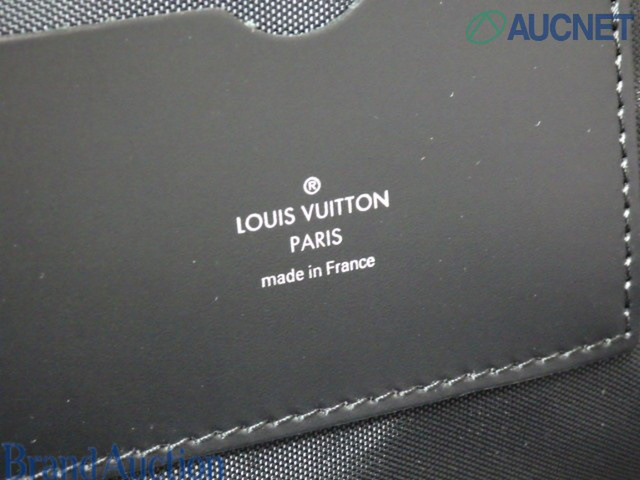 AUCNET
®
LOUIS VUITTON
PARIS
made in France
Brand Auction